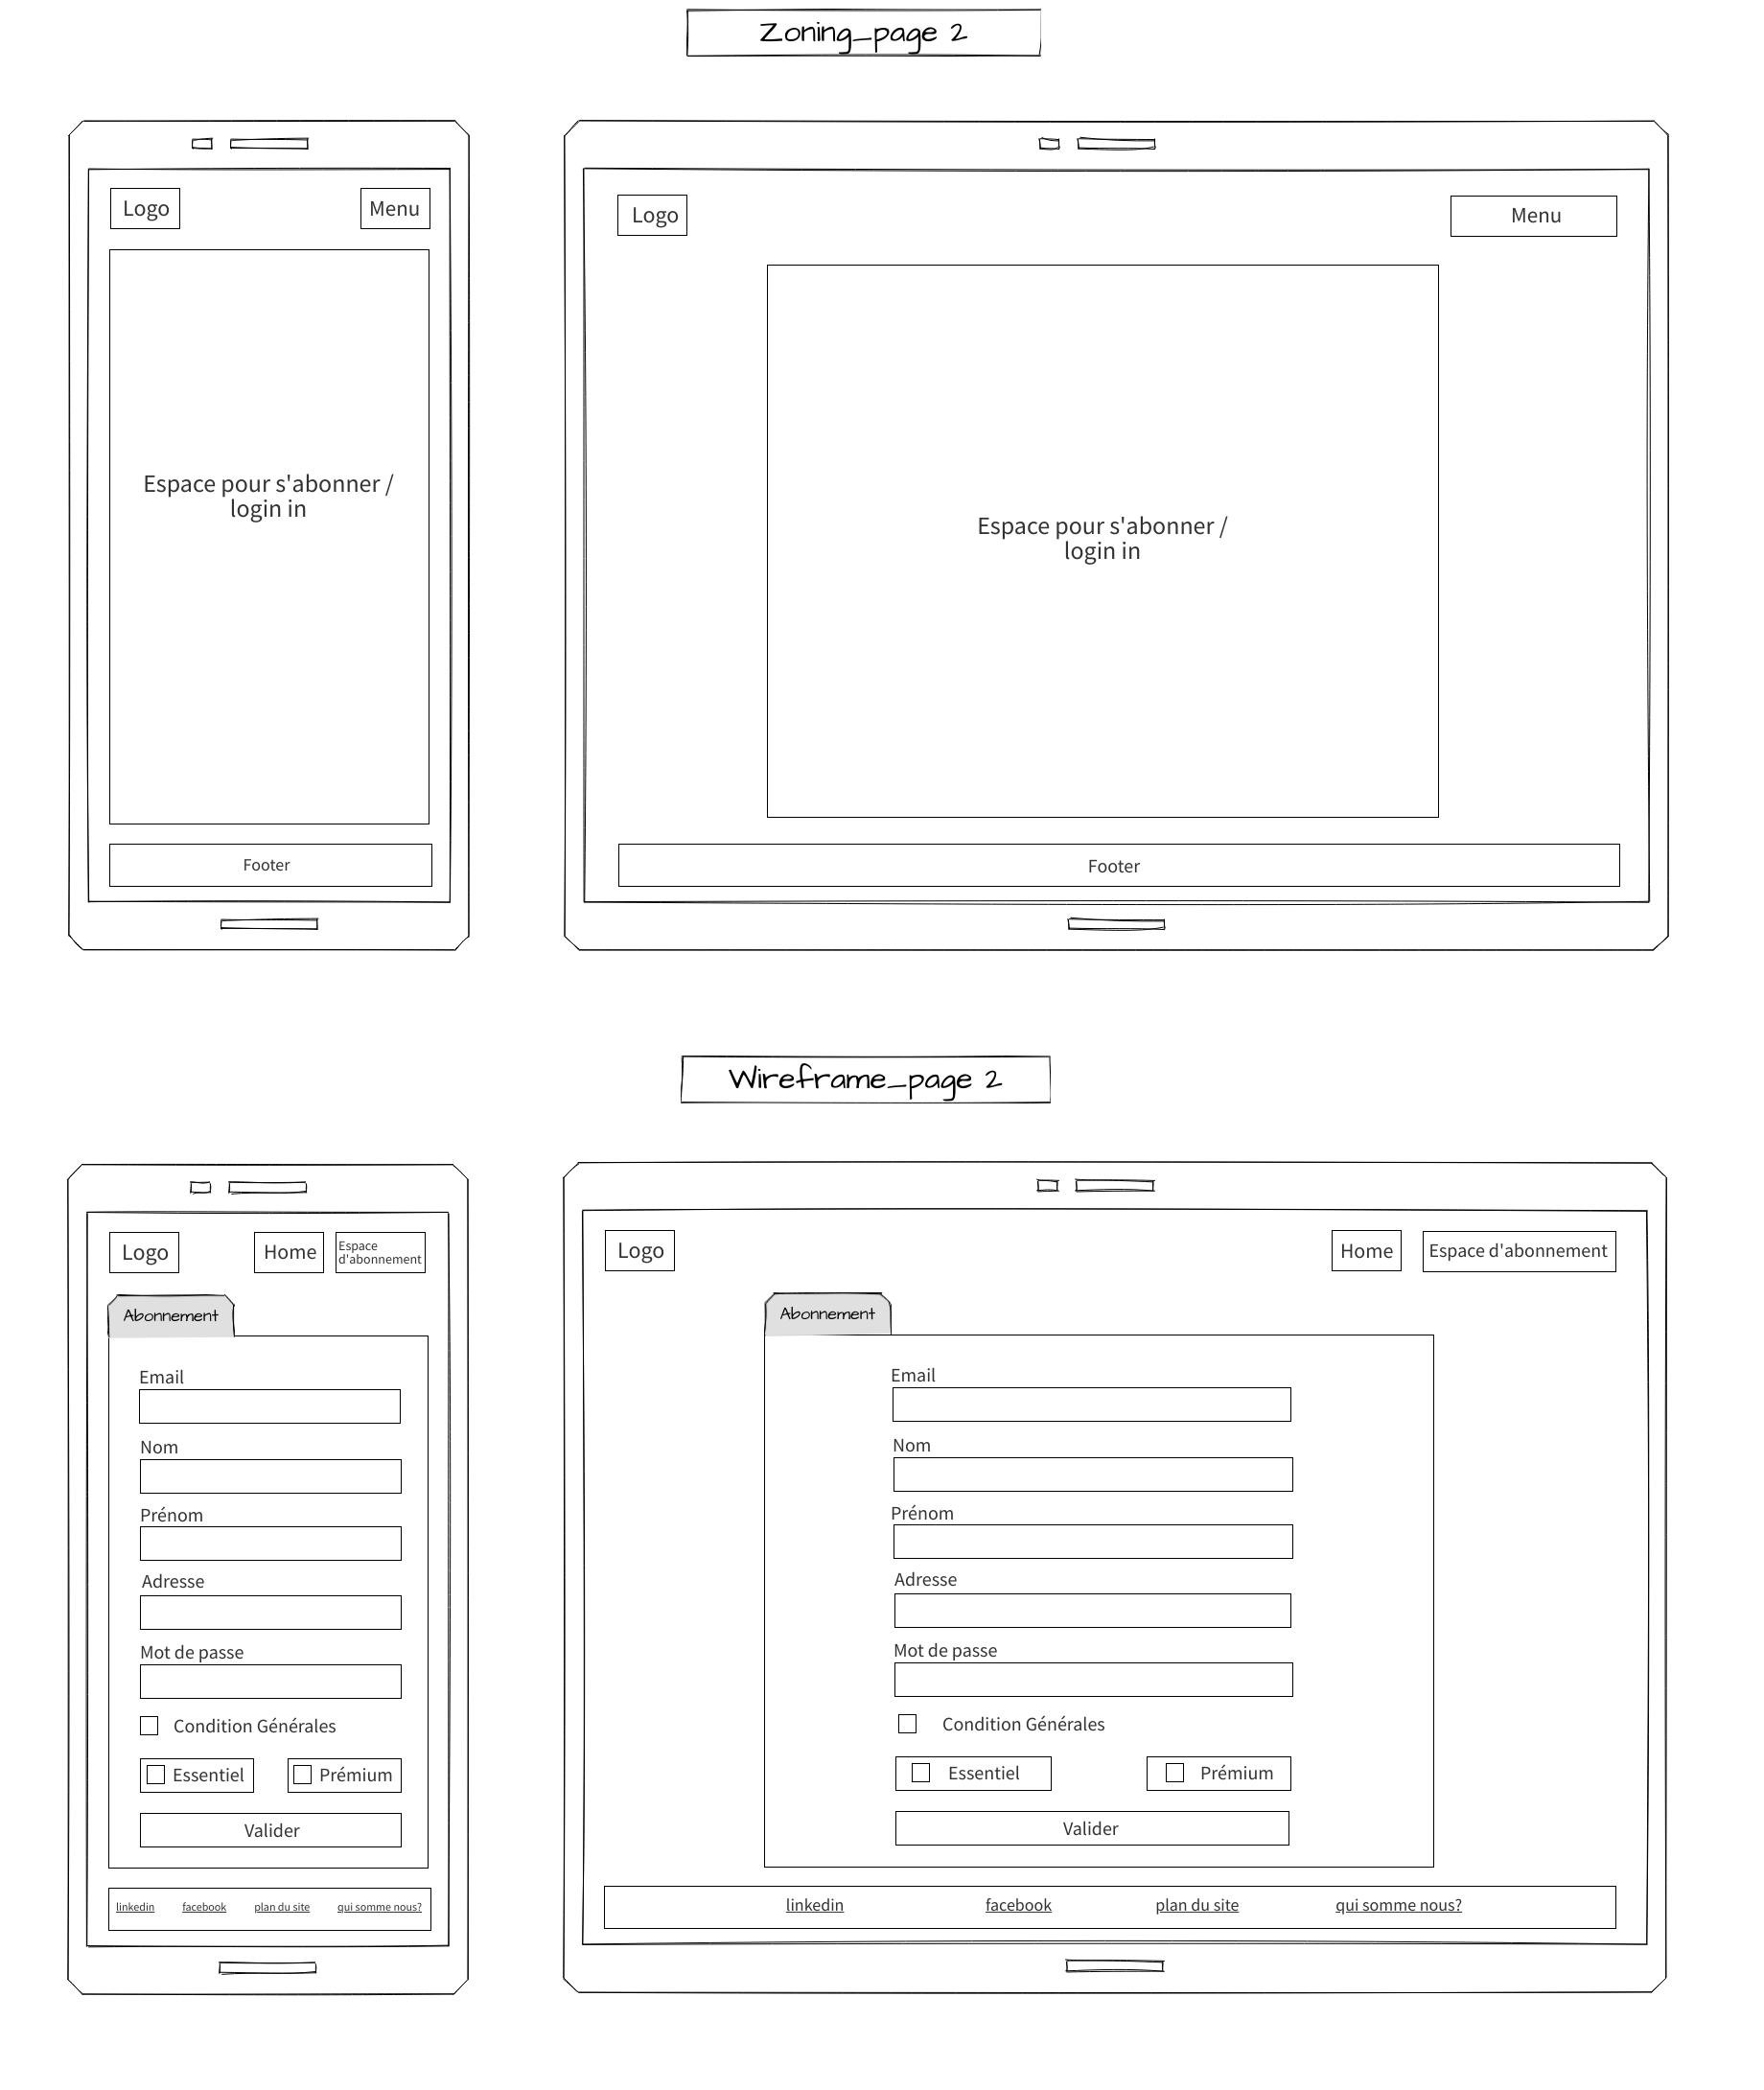 Zoning_page 2
Logo
Menu
Espace pour s'abonner /
login in
Footer
Logo
Menu
Espace pour s'abonner /
login in
Footer
Wireframe_page 2
Logo
Home
Espace
d'abonnement
Abonnement
Email
Nom
Prénom
Adresse
Mot de passe
Condition Générales
Essentiel
Prémium
Valider
linkedin
facebook
plan du site
qui somme nous?
Logo
Home
Espace d'abonnement
Abonnement
Email
Nom
Prénom
Adresse
Mot de passe
Condition Générales
Essentiel
Prémium
Valider
linkedin
facebook
plan du site
qui somme nous?